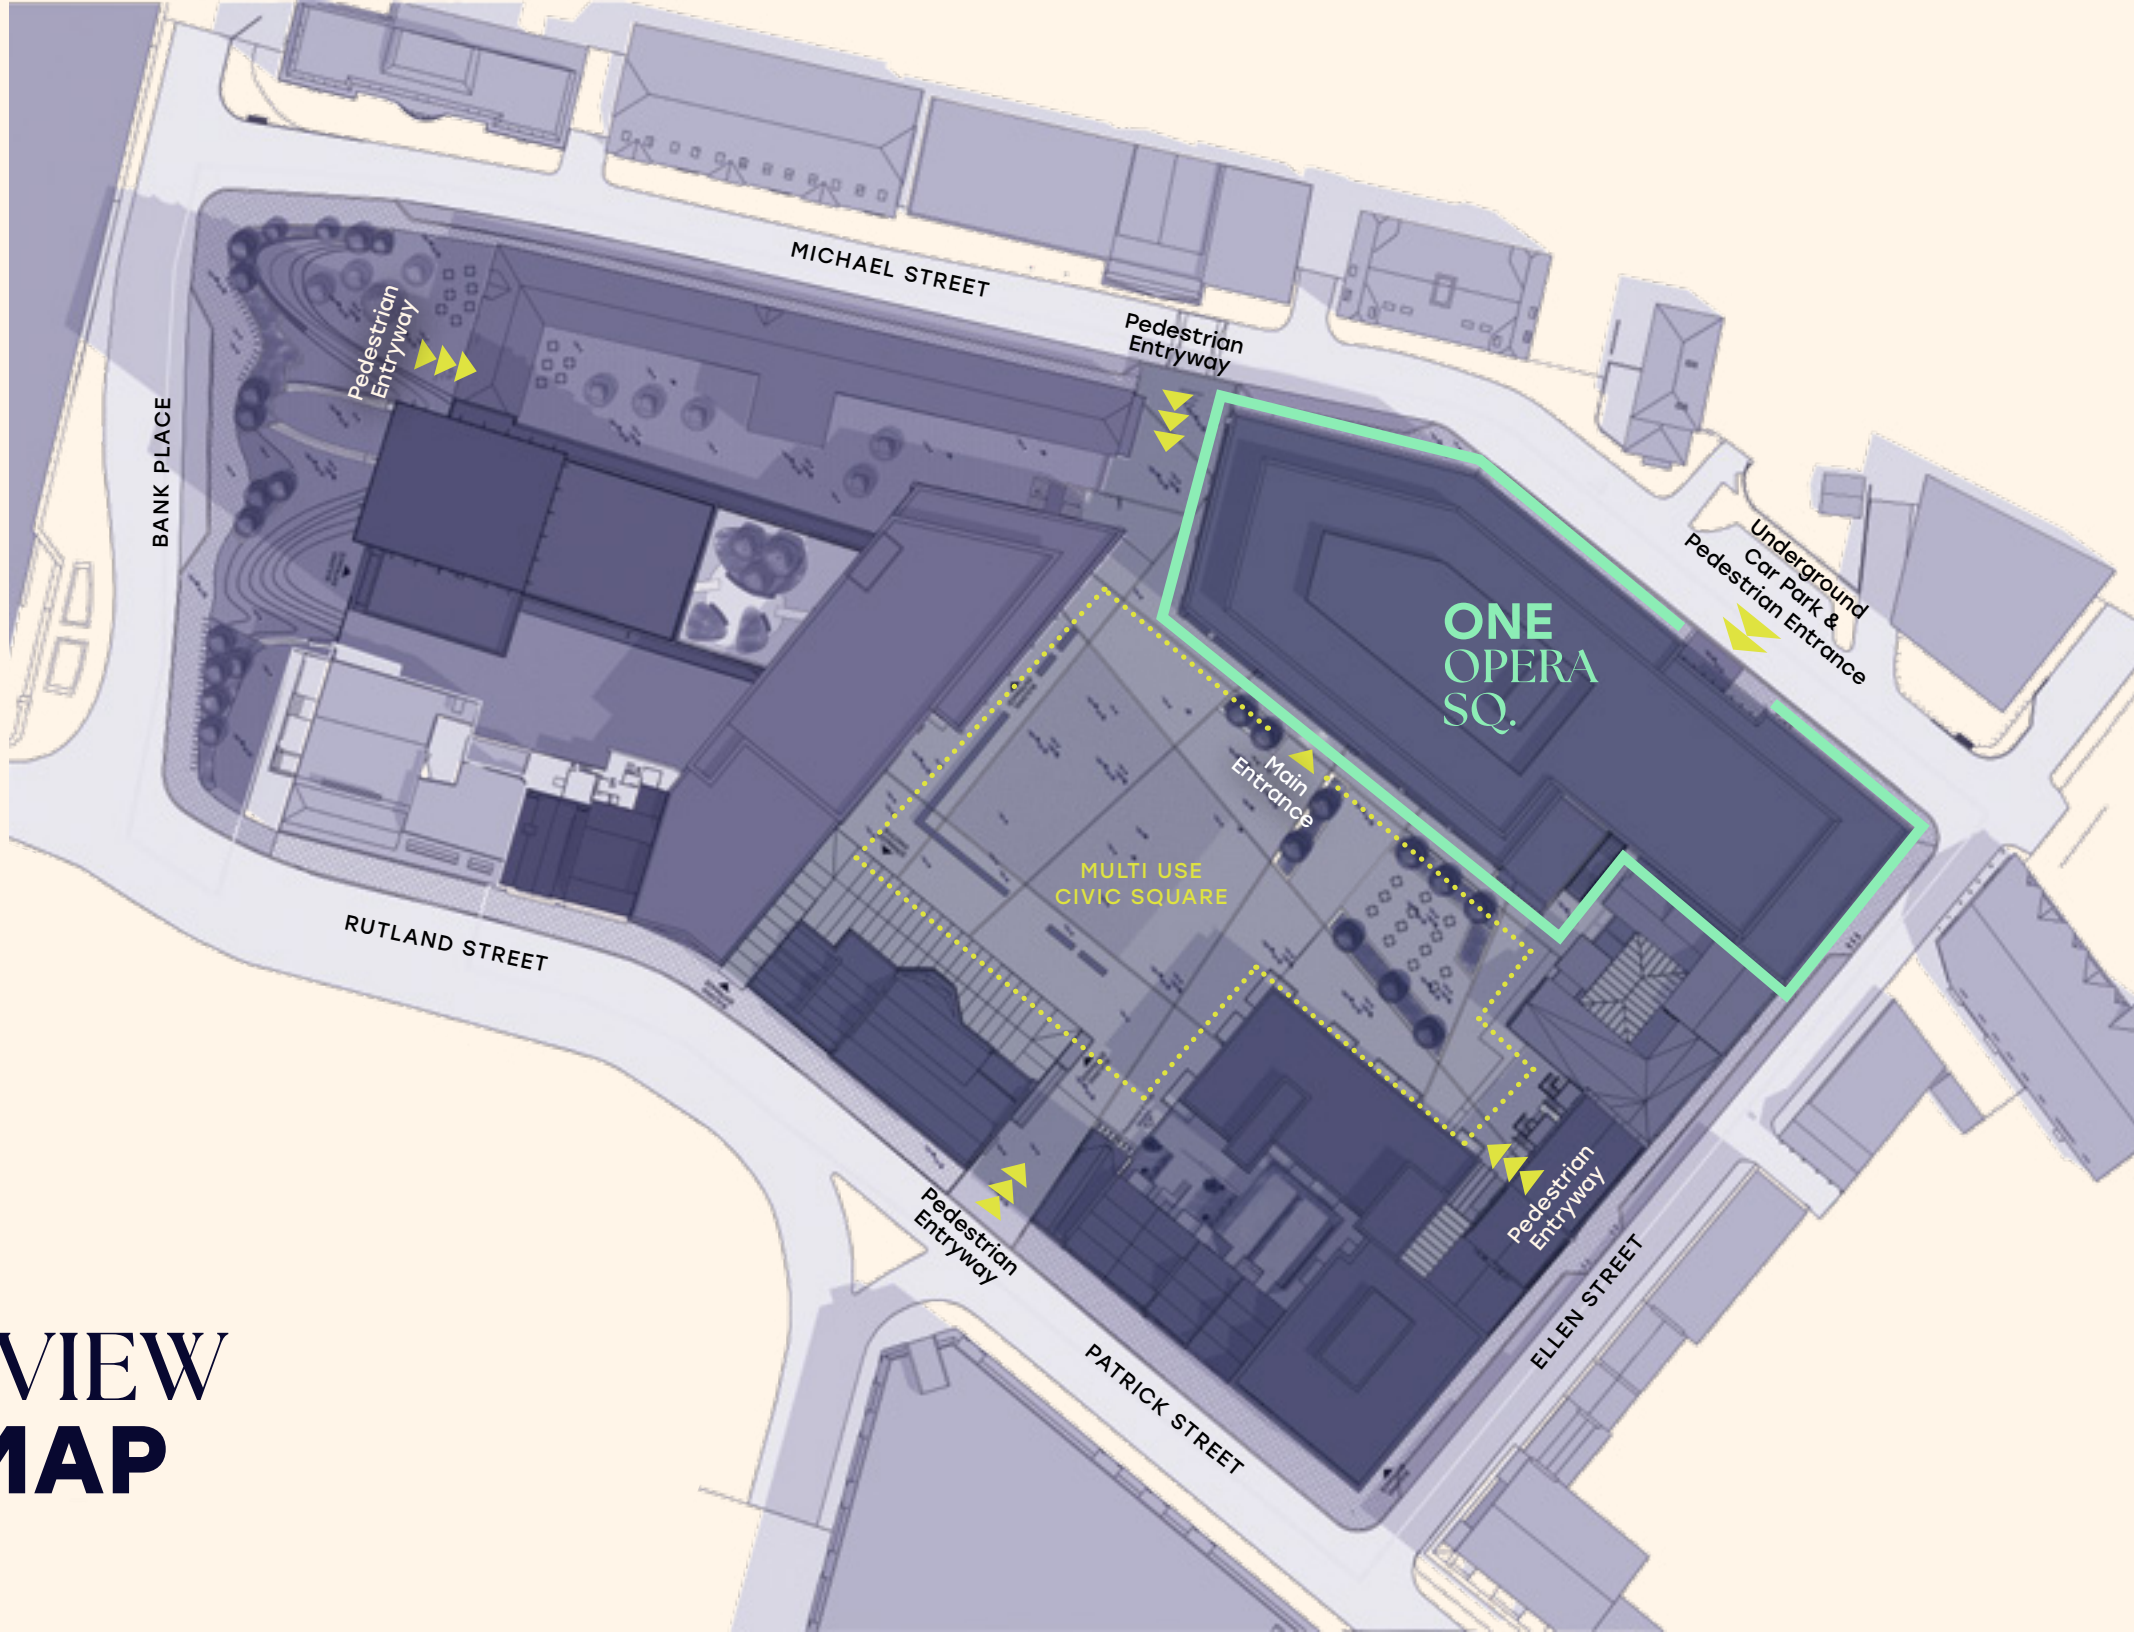 MICHAEL STREET
Pedestrian
Entryway
Pedestrian
Entryway
BANK PLACE
Underground
Car Park &
Pedestrian Entrance
ONE
OPERA
SQ.
Main
Entrance
MULTI USE
CIVIC SQUARE
RUTLAND STREET
Pedestrian
Entryway
Pedestrian
Entryway
ELLEN STREET
PATRICK STREET
VIEW
MAP